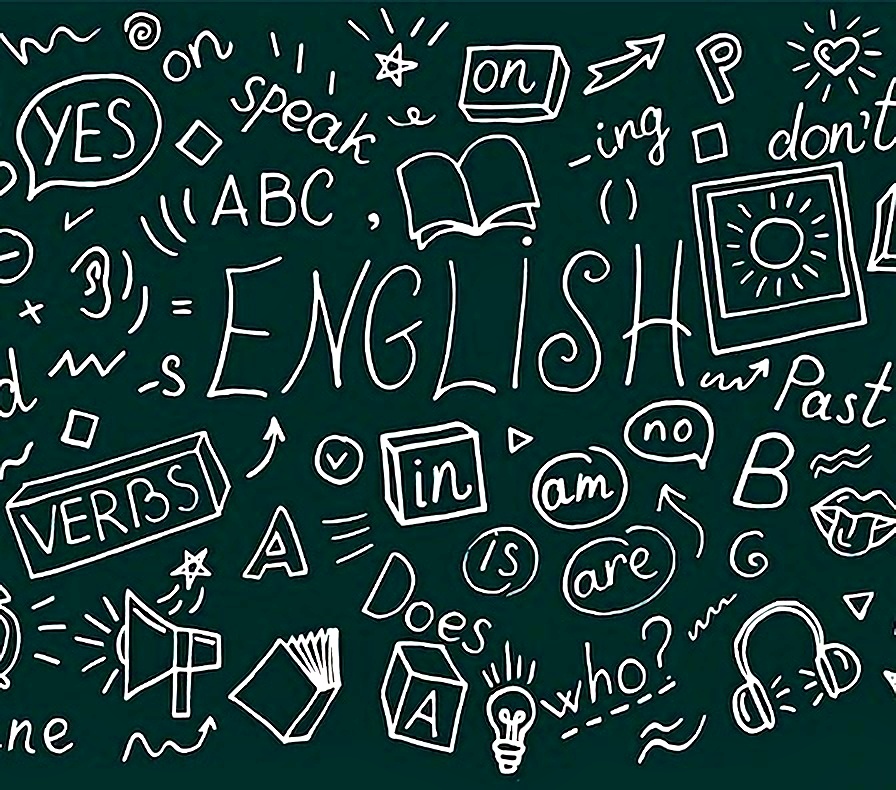 on
on
P
YES
speak
-ing
don't
ABC,
=
ENGLISH
+
-s
Past
no
VERBS
in
am
B
A
is
are
G
Does
who?
A
ne
d